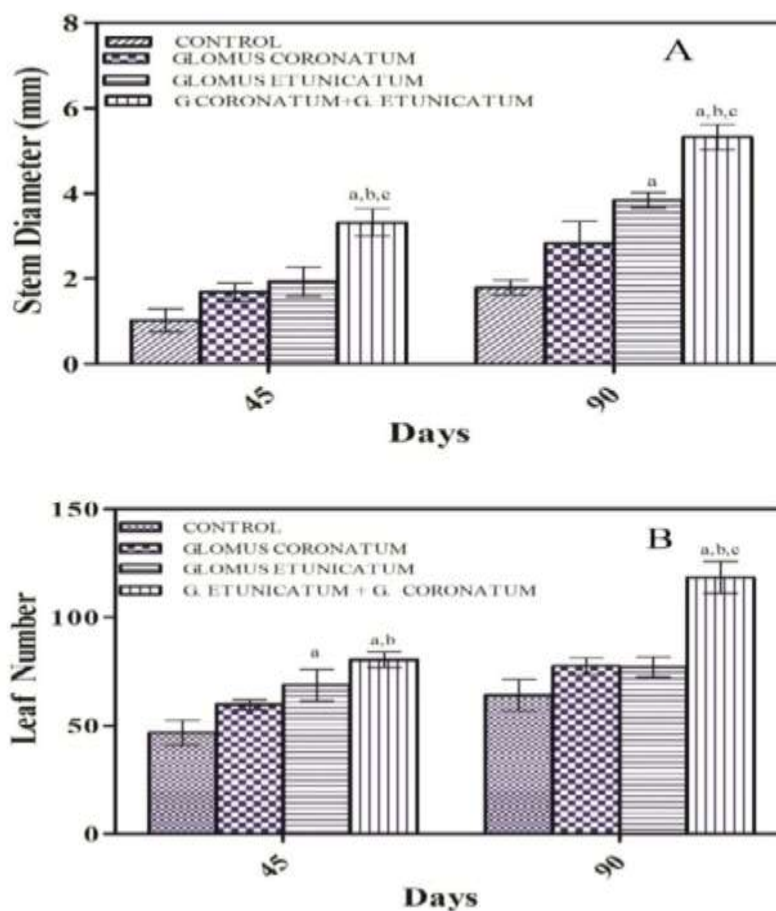 8
6
4
2
0
Stem Diameter (mm)
CONTROL
GLOMUS CORONATUM
GLOMUS ETUNICATUM
G CORONATUM+G. ETUNICATUM
A
a,b,c
a
a,b,c
45
90
Days
150
100
50
0
Leaf Number
CONTROL
GLOMUS CORONATUM
GLOMUS ETUNICATUM
G. ETUNICATUM + G. CORONATUM
B
a
a,b
a,b,c
45
90
Days